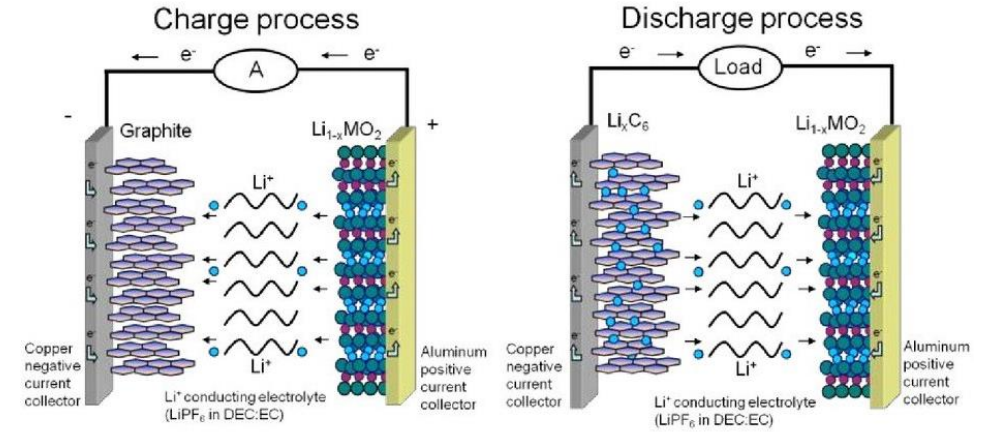 Charge process
e⁻
A
e⁻
-
+
Graphite
Li₁₋ₓMO₂
e⁻
e⁻
e⁻
e⁻
e⁻
e⁻
e⁻
e⁻
Li⁺
Li⁺
Copper
negative
current
collector
Li⁺ conducting electrolyte
(LiPF₆ in DEC:EC)
Aluminum
positive
current
collector
Discharge process
e⁻
Load
e⁻
LiₓC₆
Li₁₋ₓMO₂
e⁻
e⁻
e⁻
e⁻
e⁻
e⁻
e⁻
e⁻
Li⁺
Li⁺
Copper
negative
current
collector
Li⁺ conducting electrolyte
(LiPF₆ in DEC:EC)
Aluminum
positive
current
collector